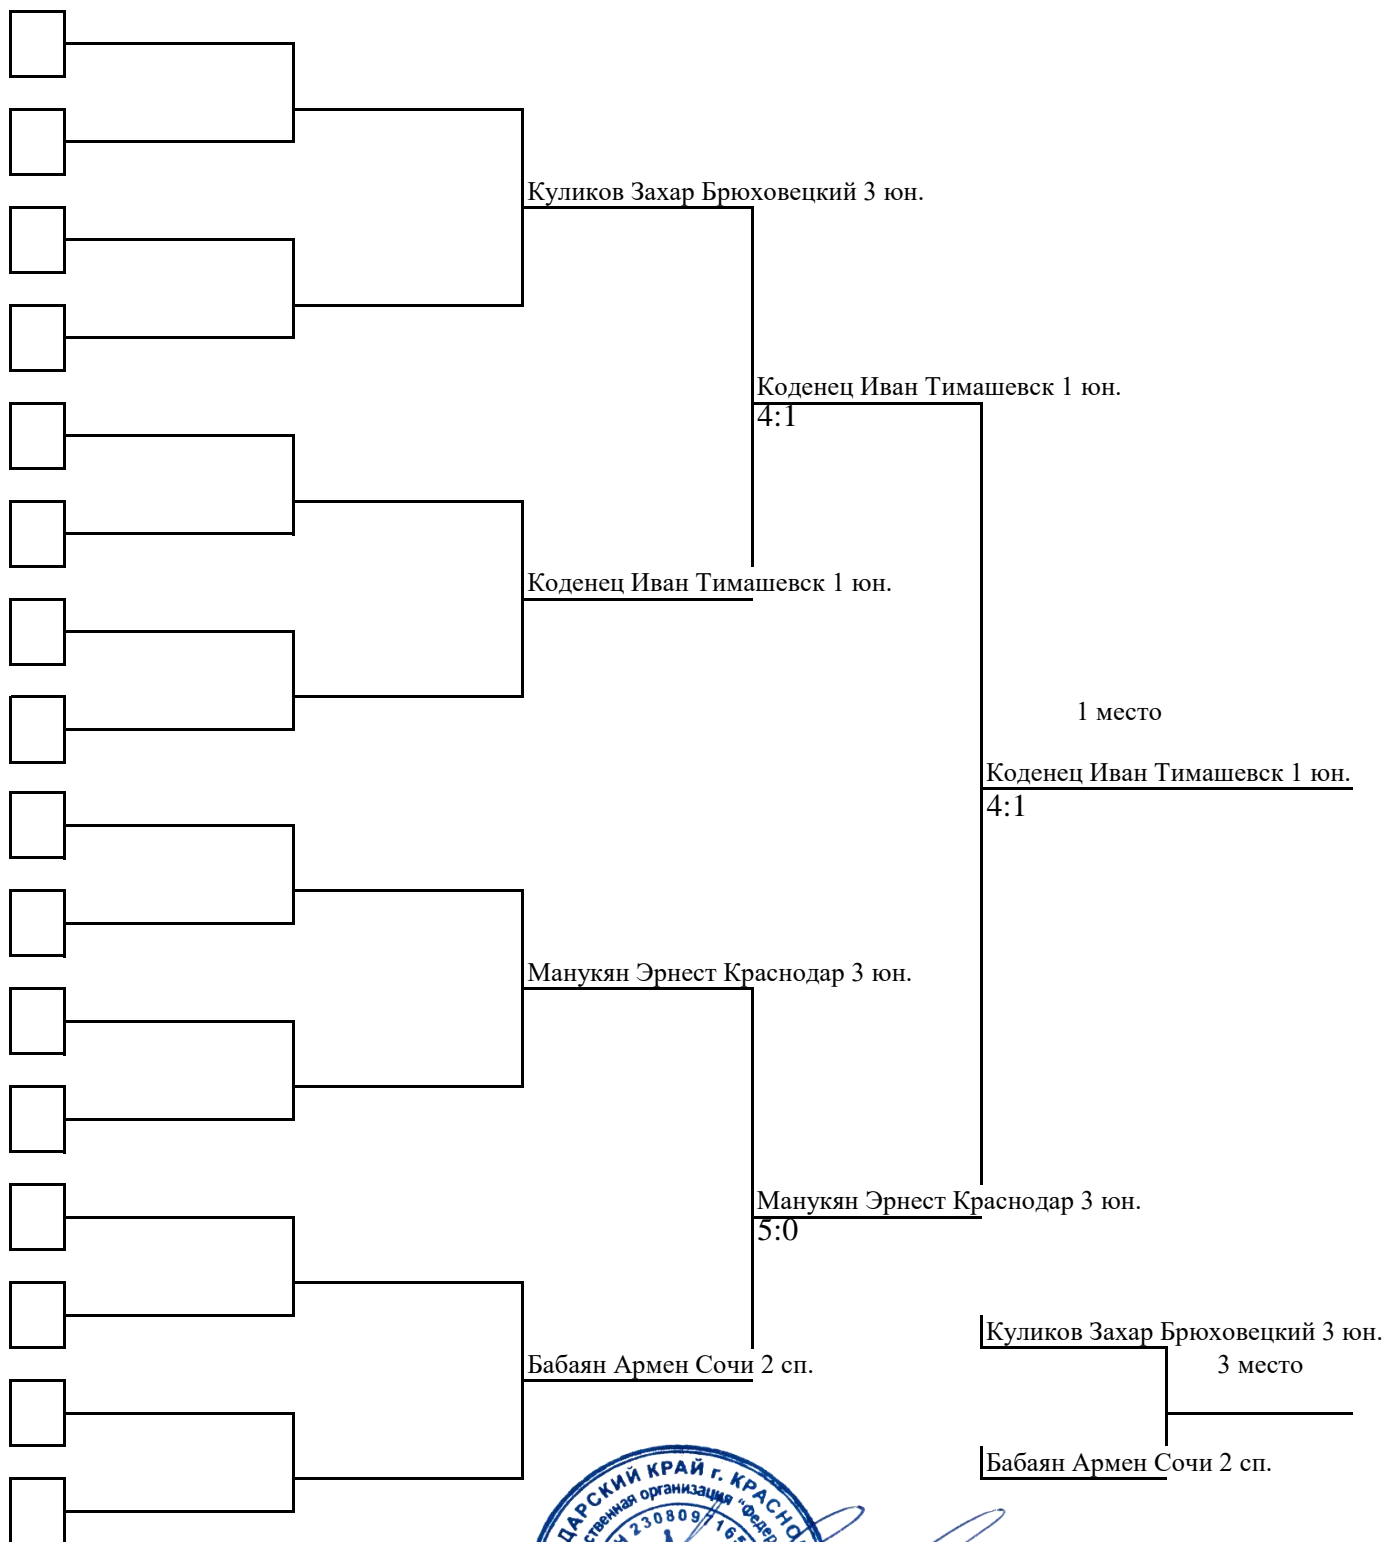 Куликов Захар Брюховецкий 3 юн.
Коденец Иван Тимашевск 1 юн.
4:1
Коденец Иван Тимашевск 1 юн.
1 место
Коденец Иван Тимашевск 1 юн.
4:1
Манукян Эрнест Краснодар 3 юн.
Манукян Эрнест Краснодар 3 юн.
5:0
Куликов Захар Брюховецкий 3 юн.
Бабаян Армен Сочи 2 сп.
3 место
Бабаян Армен Сочи 2 сп.
КРАЙ г.
организация